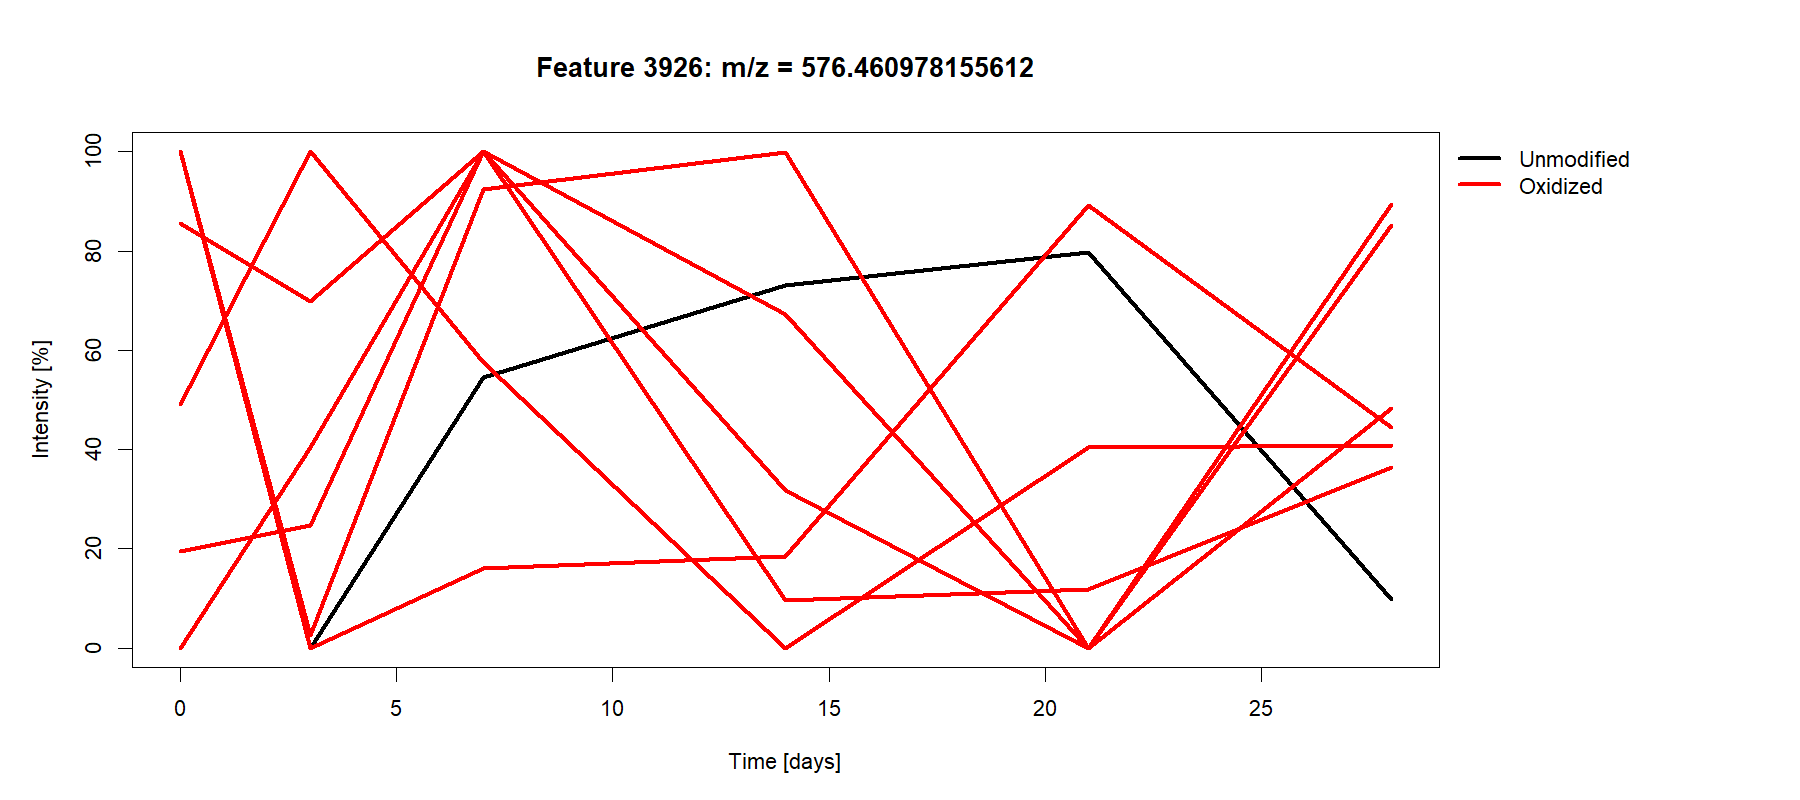 Feature 3926: m/z = 576.460978155612
Unmodified
Oxidized
Intensity [%]
100
80
60
40
20
0
0 5 10 15 20 25
Time [days]